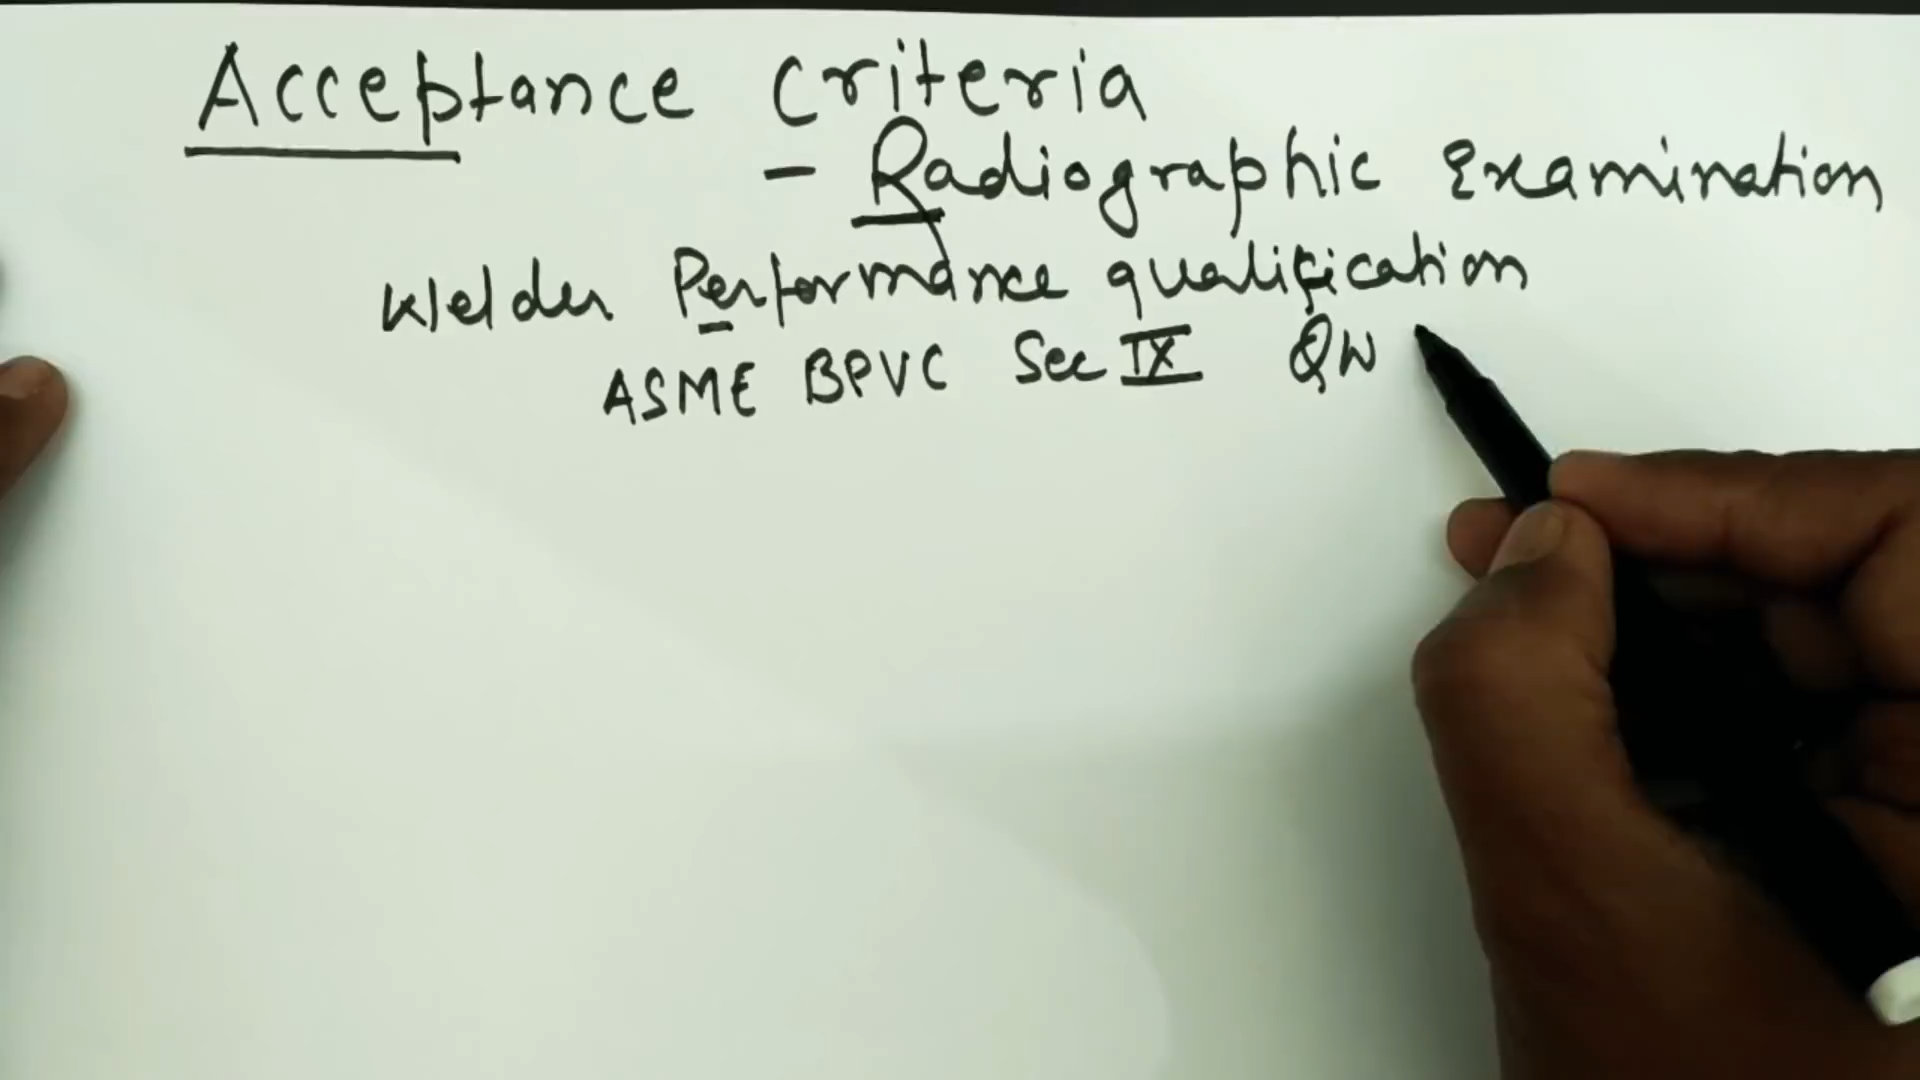 Acceptance Criteria
- Radiographic Examination
Welder Performance qualification
ASME BPVC Sec IX QW